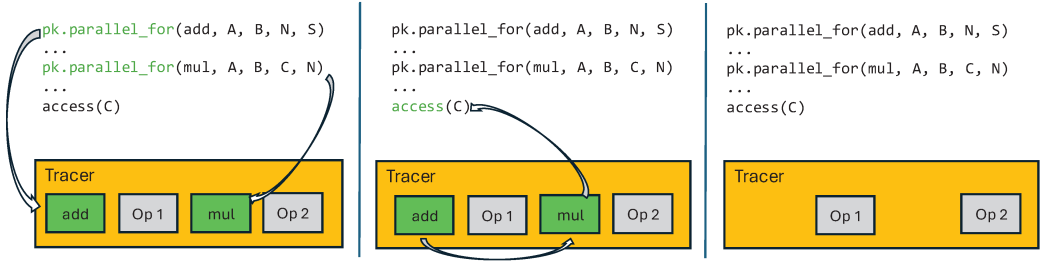 pk.parallel_for(add, A, B, N, S)
...
pk.parallel_for(mul, A, B, C, N)
...
access(C)
Tracer
add
Op 1
mul
Op 2
pk.parallel_for(add, A, B, N, S)
...
pk.parallel_for(mul, A, B, C, N)
...
access(C)
Tracer
add
Op 1
mul
Op 2
pk.parallel_for(add, A, B, N, S)
...
pk.parallel_for(mul, A, B, C, N)
...
access(C)
Tracer
Op 1
Op 2